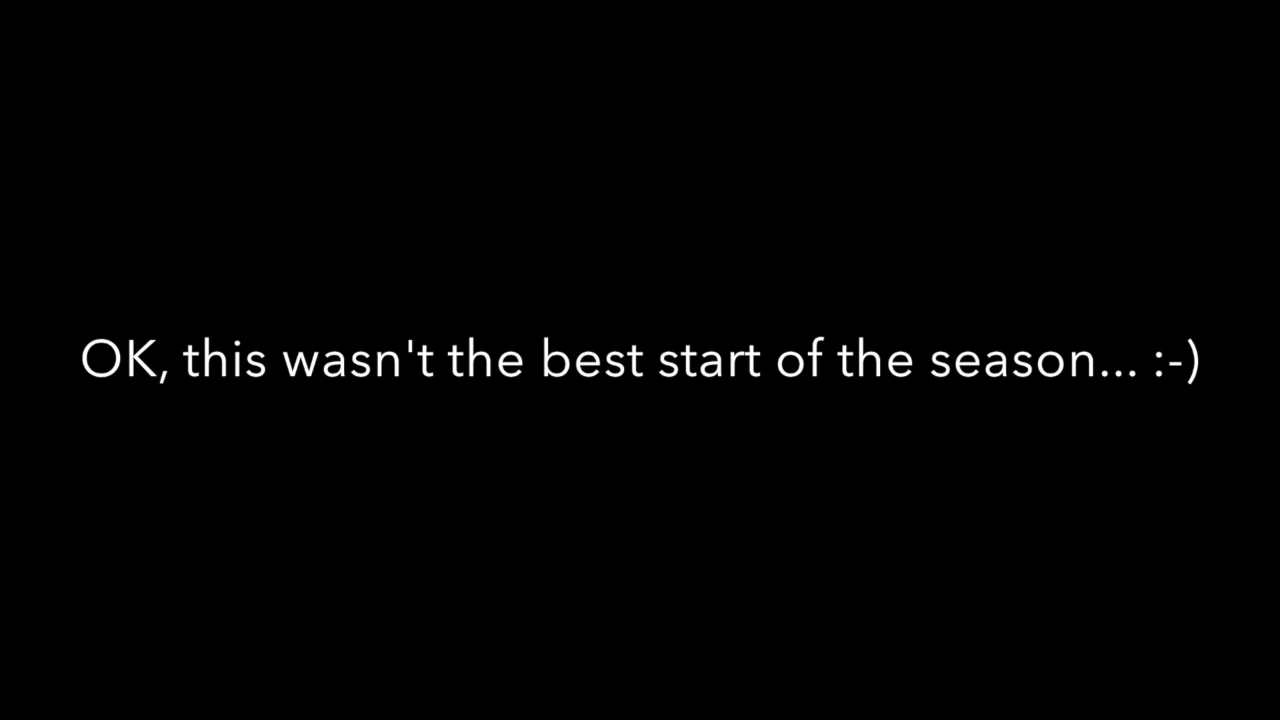 OK, this wasn't the best start of the season... :-)